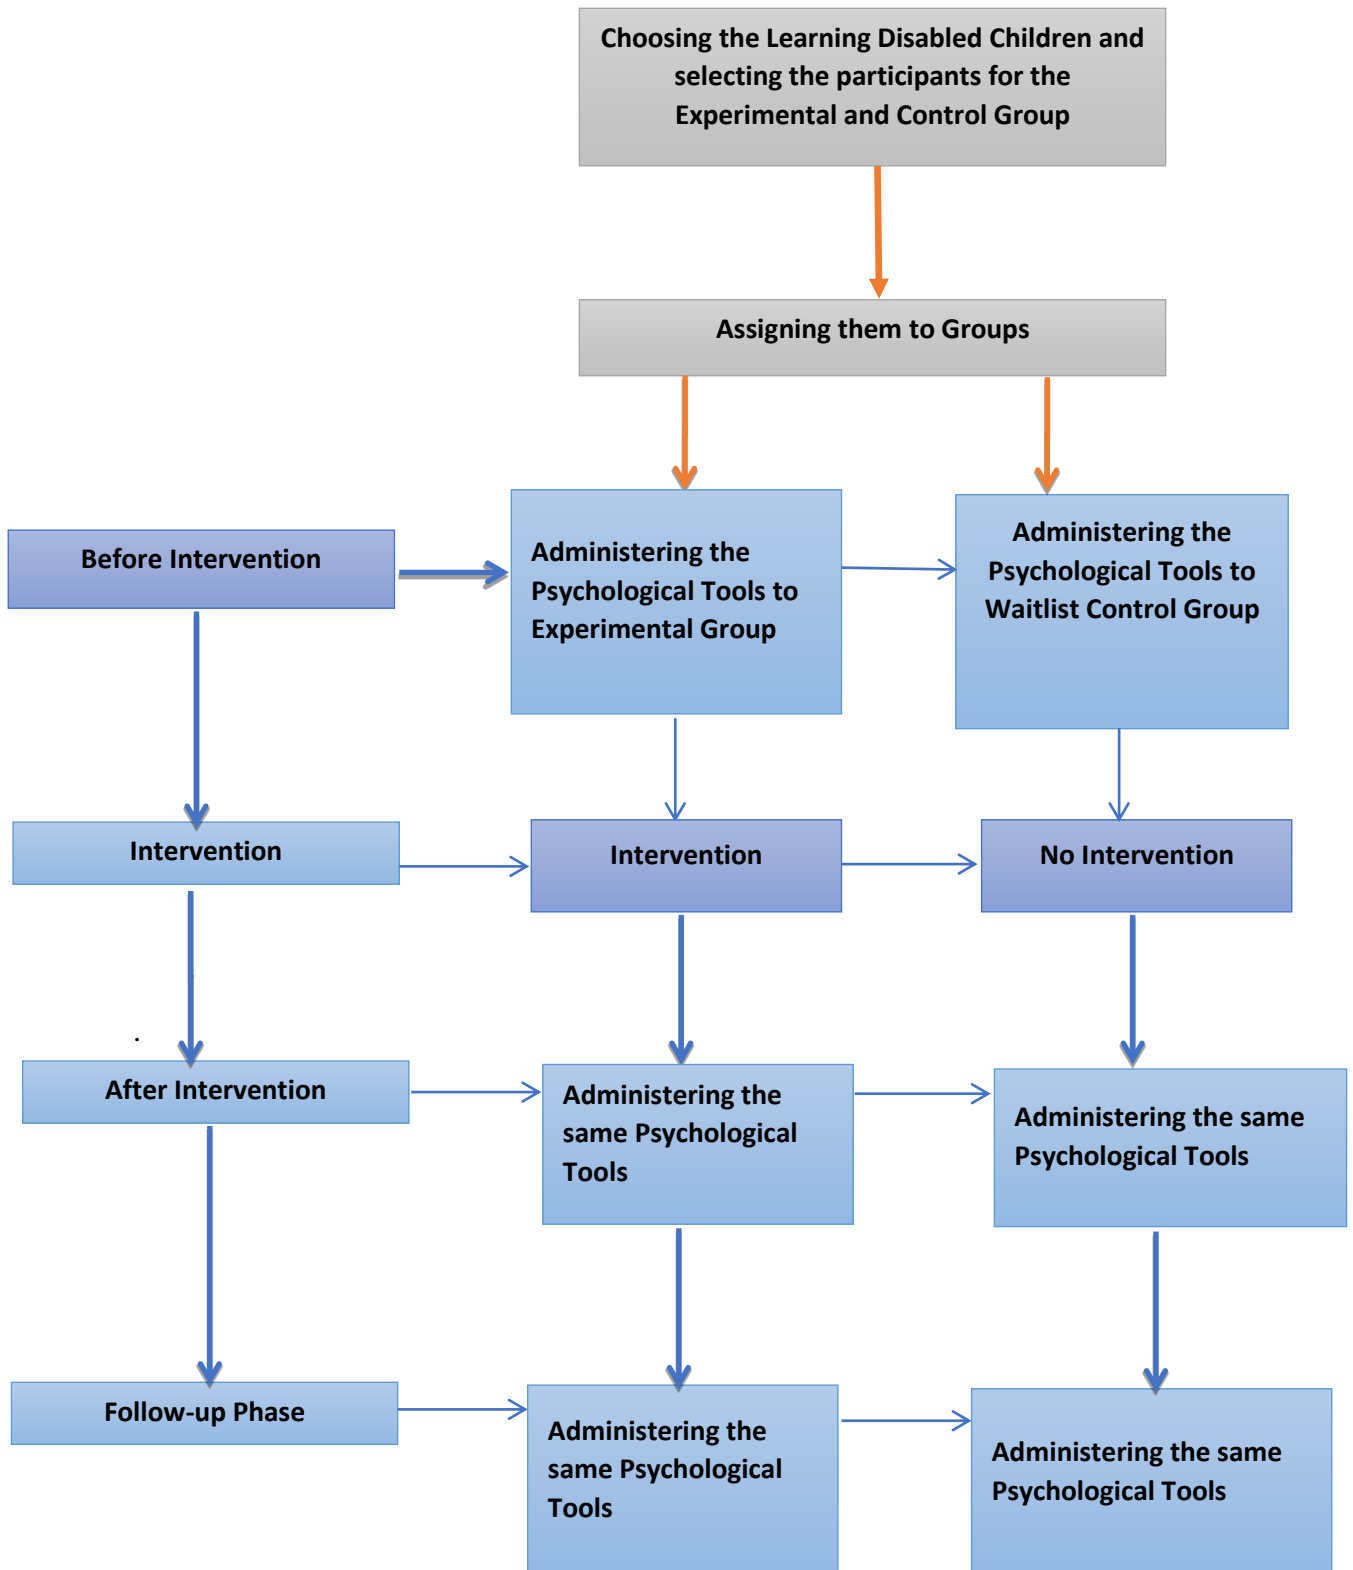 Choosing the Learning Disabled Children and
selecting the participants for the
Experimental and Control Group
Assigning them to Groups
Before Intervention
Administering the
Psychological Tools to
Experimental Group
Administering the
Psychological Tools to
Waitlist Control Group
Intervention
Intervention
No Intervention
.
After Intervention
Administering the
same Psychological
Tools
Administering the same
Psychological Tools
Follow-up Phase
Administering the
same Psychological
Tools
Administering the same
Psychological Tools